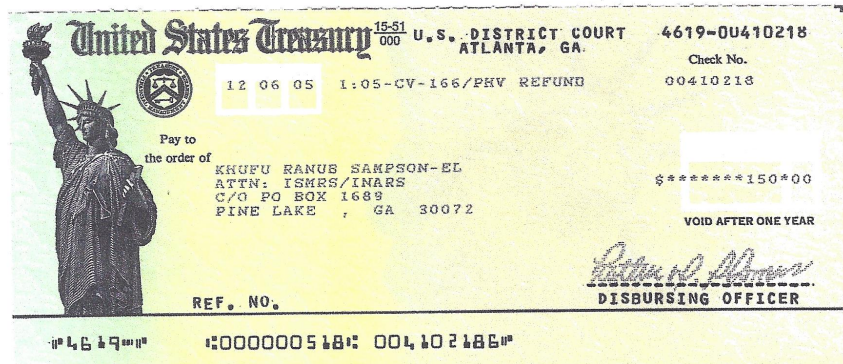 United States Treasury 15-51 000 U.S. DISTRICT COURT 4619-00410218
ATLANTA, GA.
Check No.
12 06 05 1:05-CV-166/PHV REFUND 00410218
Pay to
the order of
KHUFU RANUB SAMPSON-EL
ATTN: ISMRS/INARS $*******150*00
C/O PO BOX 1689
PINE LAKE , GA 30072
VOID AFTER ONE YEAR
REF. NO. DISBURSING OFFICER
⑈4619⑈ ⑆000000518⑆ 004102186⑈